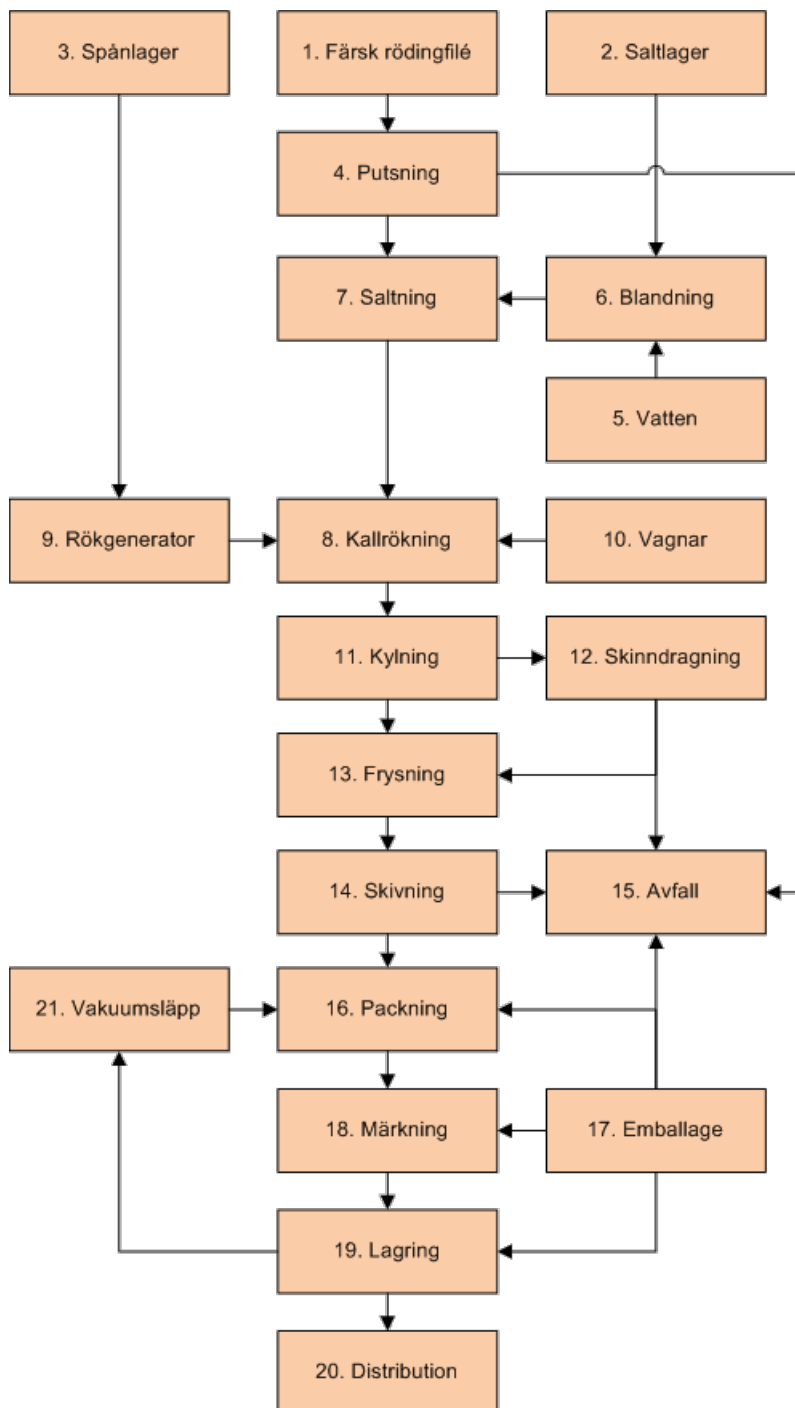 3. Spånlager
1. Färsk rödingfilé
2. Saltlager
4. Putsning
7. Saltning
6. Blandning
5. Vatten
9. Rökgenerator
8. Kallrökning
10. Vagnar
11. Kylning
12. Skinndragning
13. Frysning
14. Skivning
15. Avfall
21. Vakuumsläpp
16. Packning
18. Märkning
17. Emballage
19. Lagring
20. Distribution